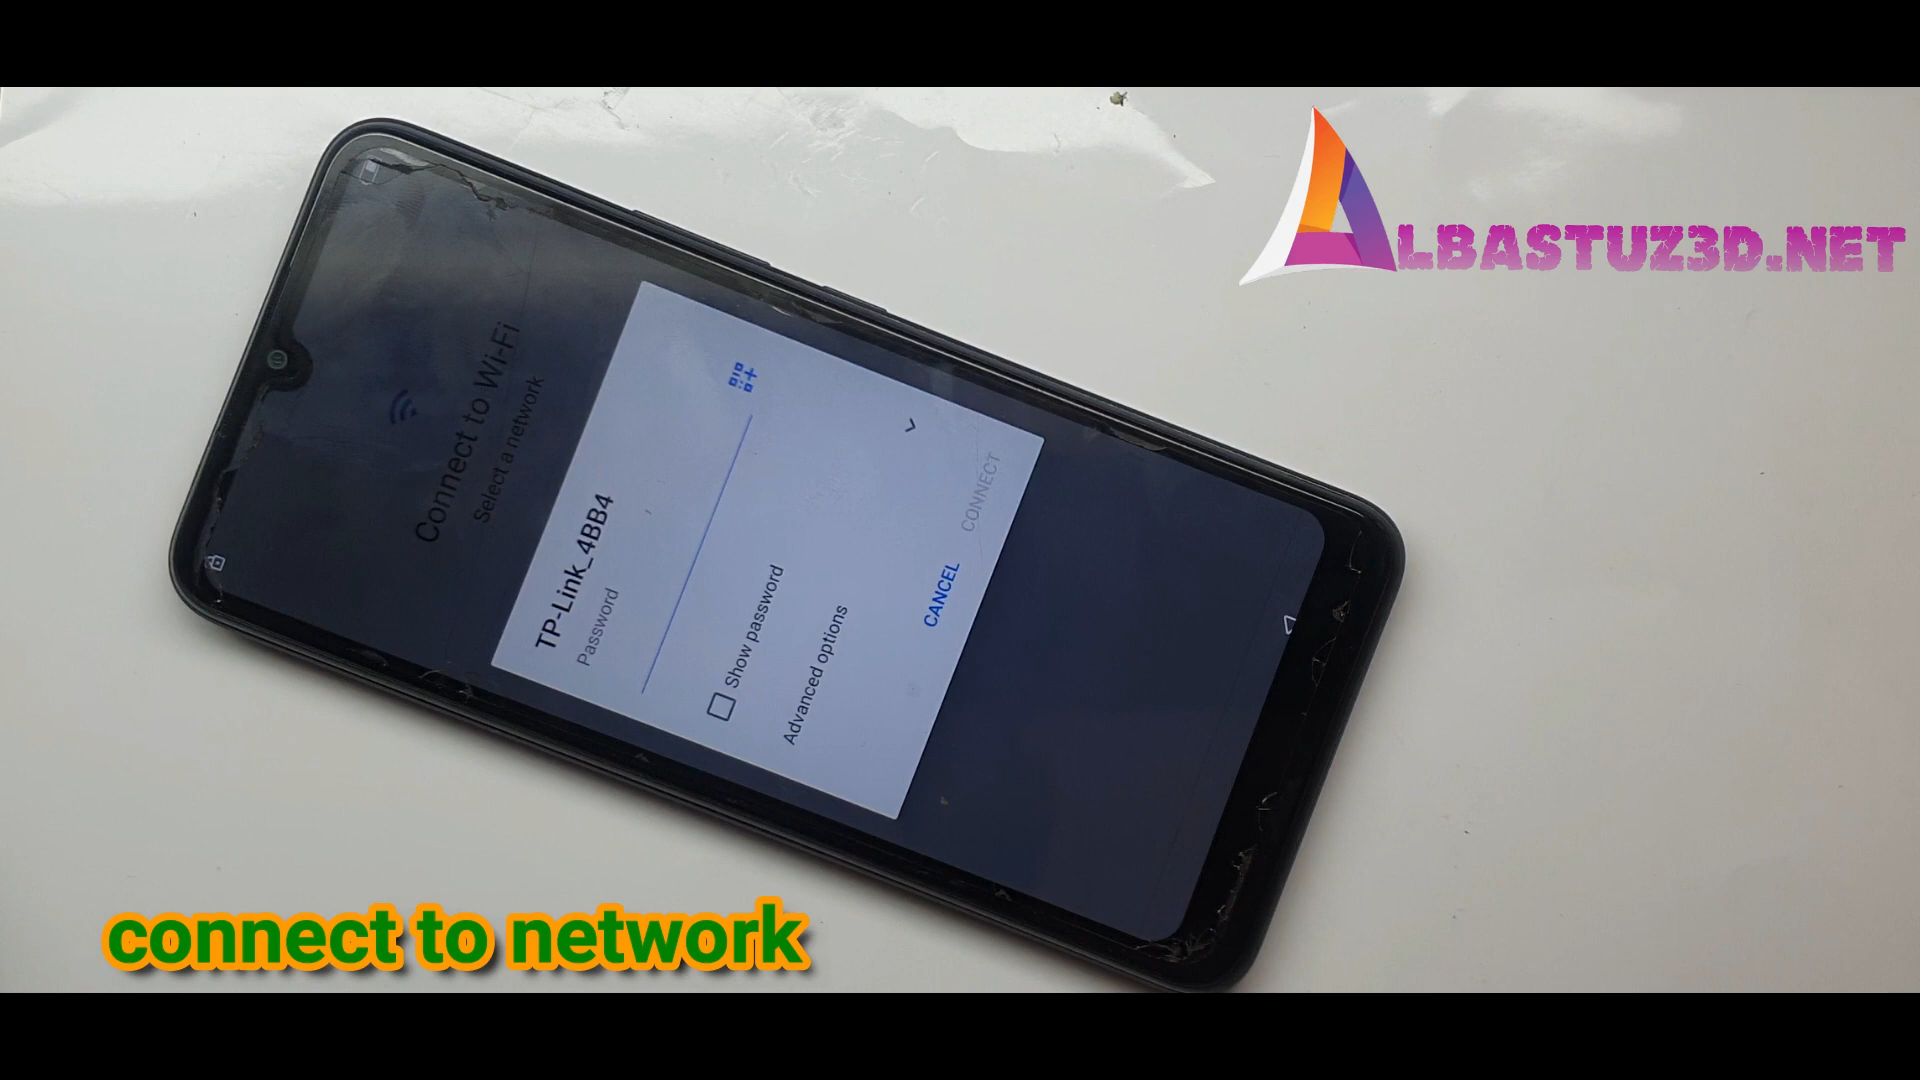 ALBASTUZ3D.NET
Connect to Wi-Fi
Select a network
TP-Link_4BB4
Password
Show password
Advanced options
CANCEL
CONNECT
connect to network